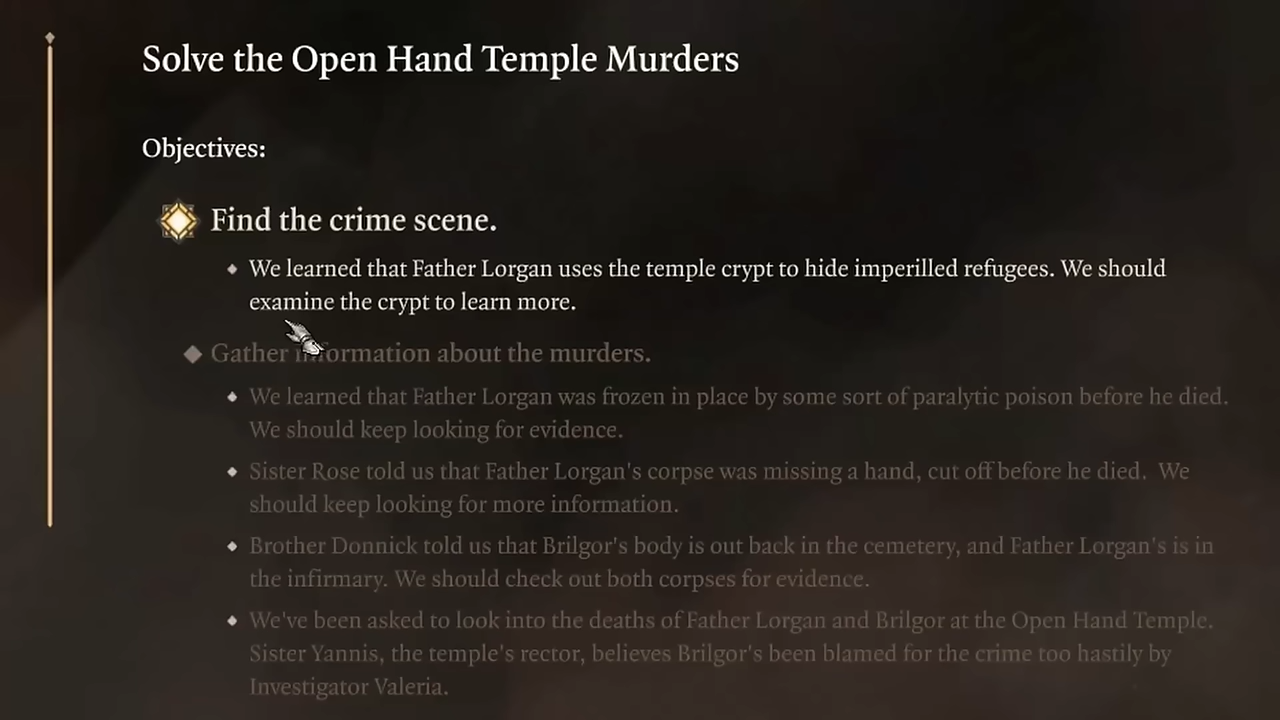 Solve the Open Hand Temple Murders
Objectives:
Find the crime scene.
We learned that Father Lorgan uses the temple crypt to hide imperilled refugees. We should
examine the crypt to learn more.
Gather information about the murders.
We learned that Father Lorgan was frozen in place by some sort of paralytic poison before he died.
We should keep looking for evidence.
Sister Rose told us that Father Lorgan's corpse was missing a hand, cut off before he died. We
should keep looking for more information.
Brother Donnick told us that Brilgor's body is out back in the cemetery, and Father Lorgan's is in
the infirmary. We should check out both corpses for evidence.
We've been asked to look into the deaths of Father Lorgan and Brilgor at the Open Hand Temple.
Sister Yannis, the temple's rector, believes Brilgor's been blamed for the crime too hastily by
Investigator Valeria.